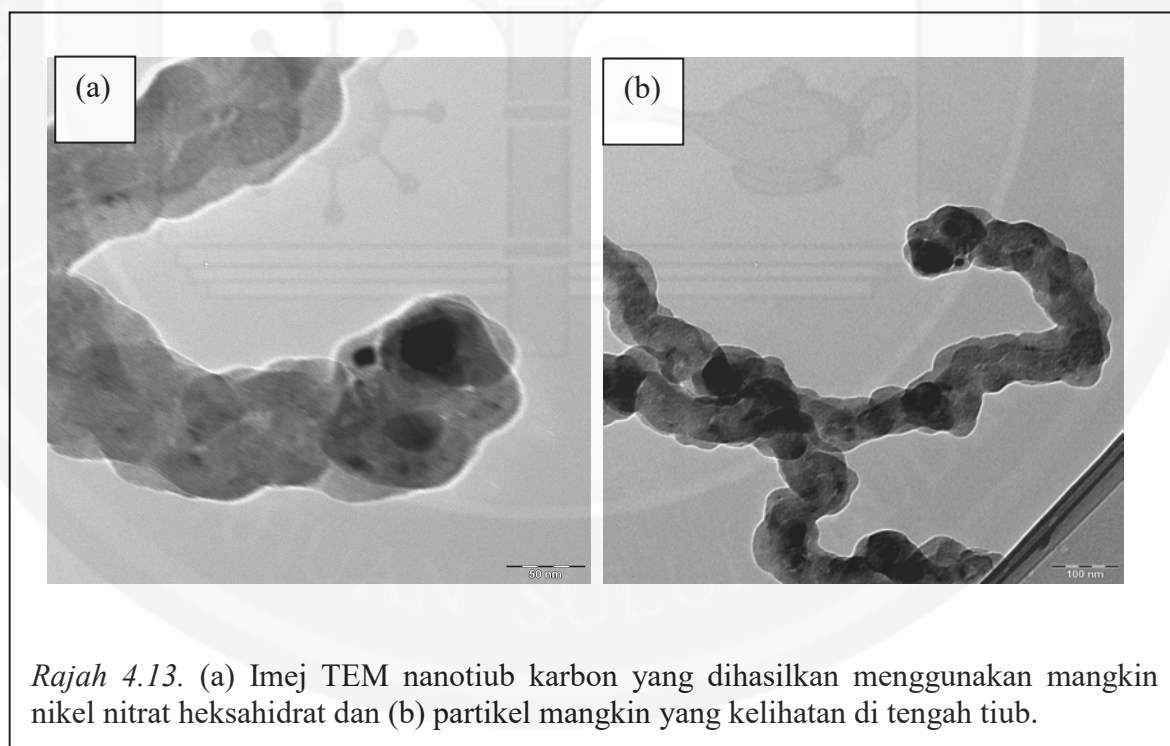 (a)
(b)
50 nm
100 nm
Rajah 4.13. (a) Imej TEM nanotiub karbon yang dihasilkan menggunakan mangkin
nikel nitrat heksahidrat dan (b) partikel mangkin yang kelihatan di tengah tiub.